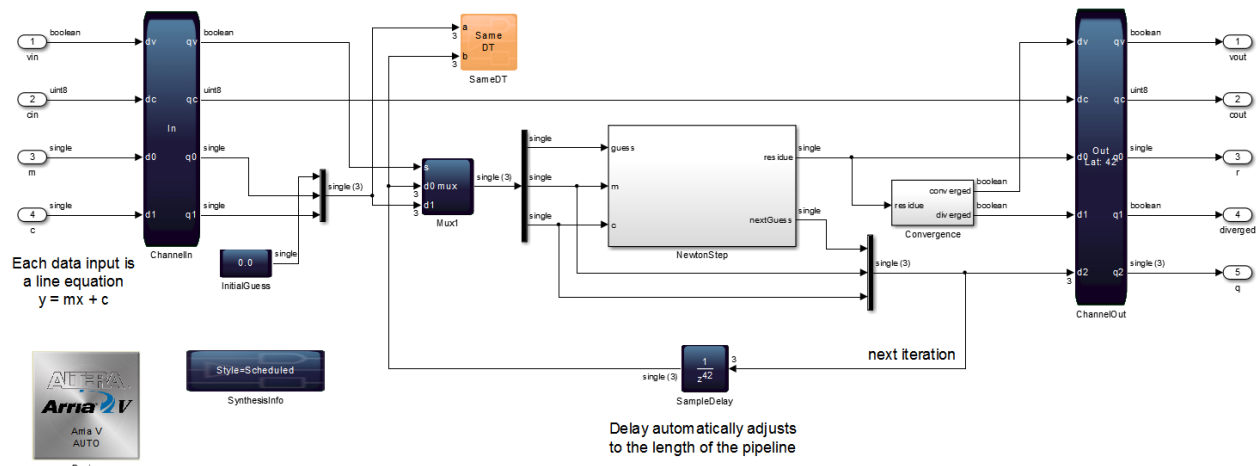 boolean
1
vin
uint8
2
cin
single
3
m
single
4
c
dv
qv
dc
qc
In
d0
q0
d1
q1
ChannelIn
boolean
uint8
single
single
Each data input is
a line equation
y = mx + c
single
0.0
InitialGuess
single (3)
a
3
b
3
Same
DT
SameDT
s
d0 mux
3
d1
3
Mux1
single (3)
single
single
single
guess
m
c
residue
nextGuess
NewtonStep
single
single
single (3)
residue
converged
diverged
Convergence
boolean
boolean
dv
qv
dc
qc
Out
d0
q0
Lat: 42
d1
q1
d2
q2
3
ChannelOut
boolean
1
vout
uint8
2
cout
single
3
r
boolean
4
diverged
single (3)
5
q
next iteration
3
1
z42
single (3)
SampleDelay
Delay automatically adjusts
to the length of the pipeline
Style=Scheduled
SynthesisInfo
ALTERA
Arria V
Arria V
AUTO